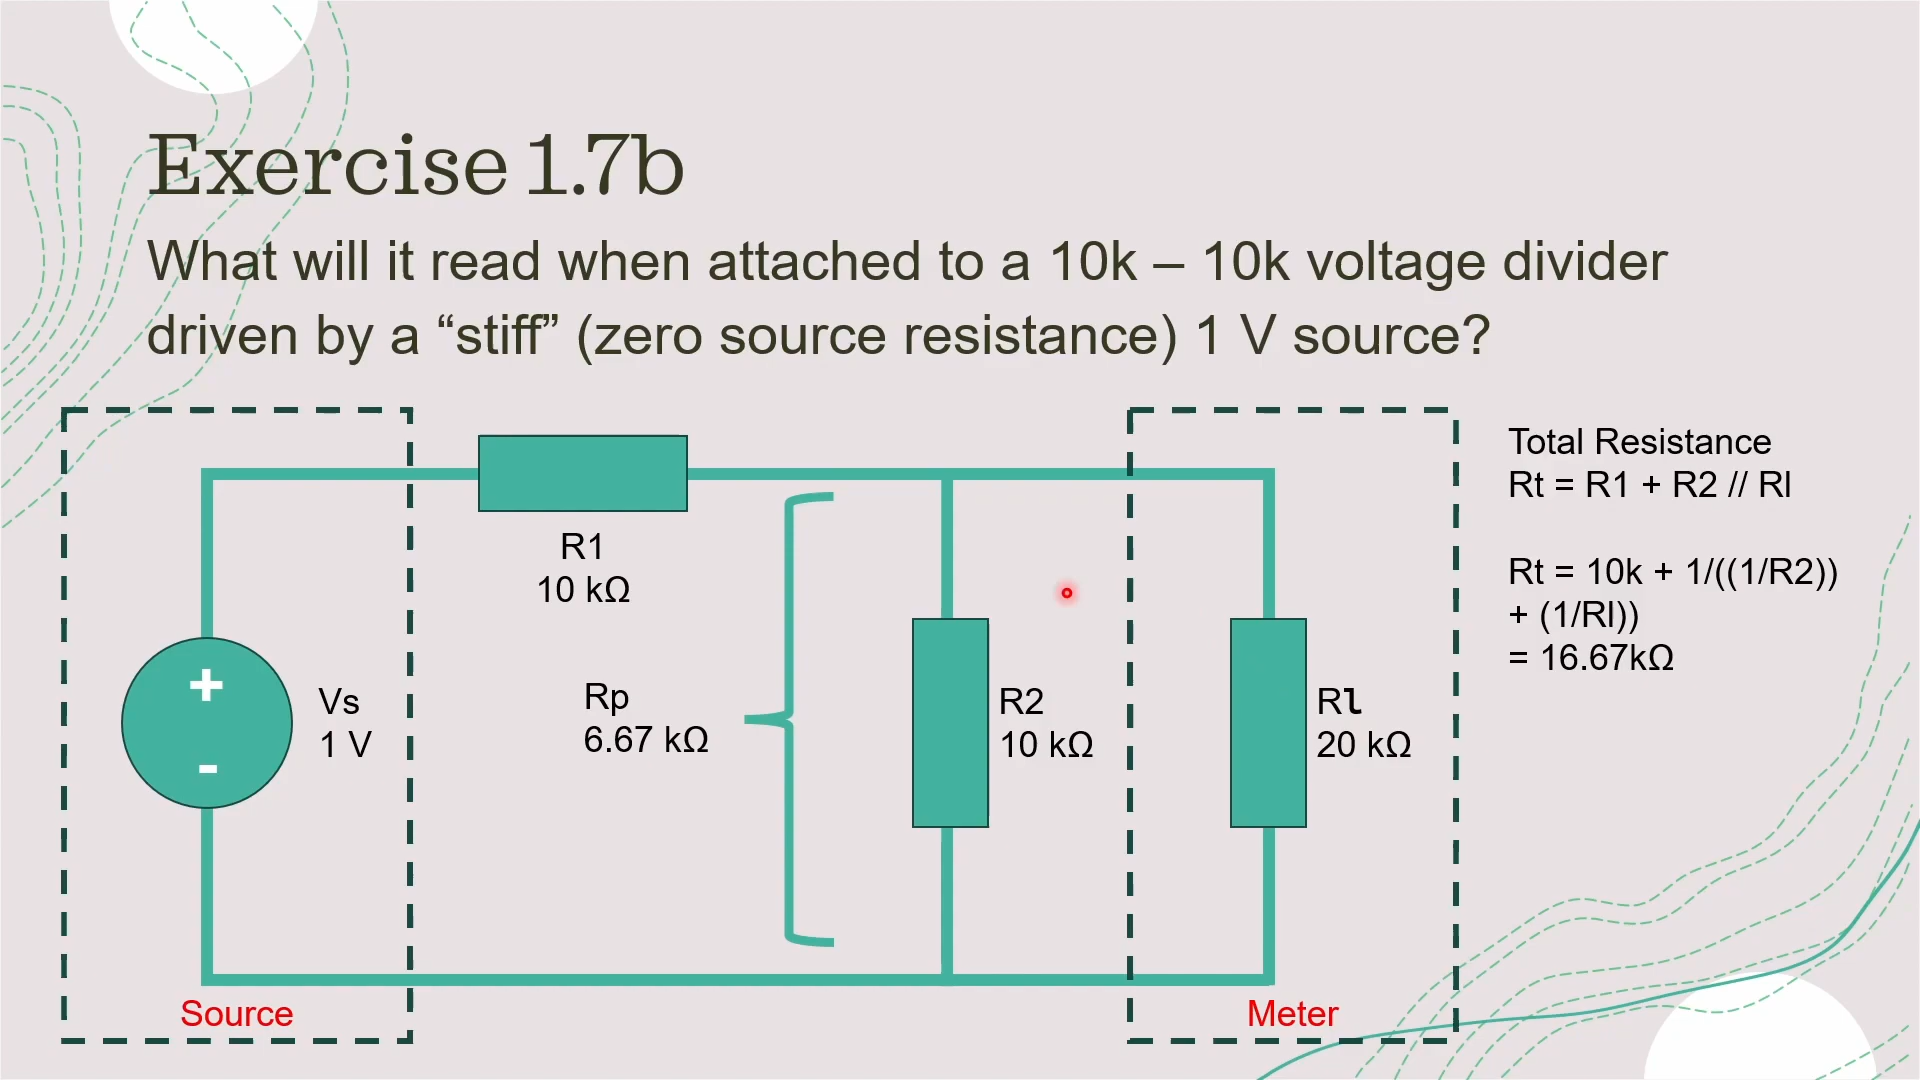 Exercise 1.7b
What will it read when attached to a 10k – 10k voltage divider
driven by a “stiff” (zero source resistance) 1 V source?
Total Resistance
Rt = R1 + R2 // Rl
Rt = 10k + 1/((1/R2))
+ (1/Rl))
= 16.67kΩ
R1
10 kΩ
+
-
Vs
1 V
Rp
6.67 kΩ
R2
10 kΩ
Rl
20 kΩ
Source
Meter